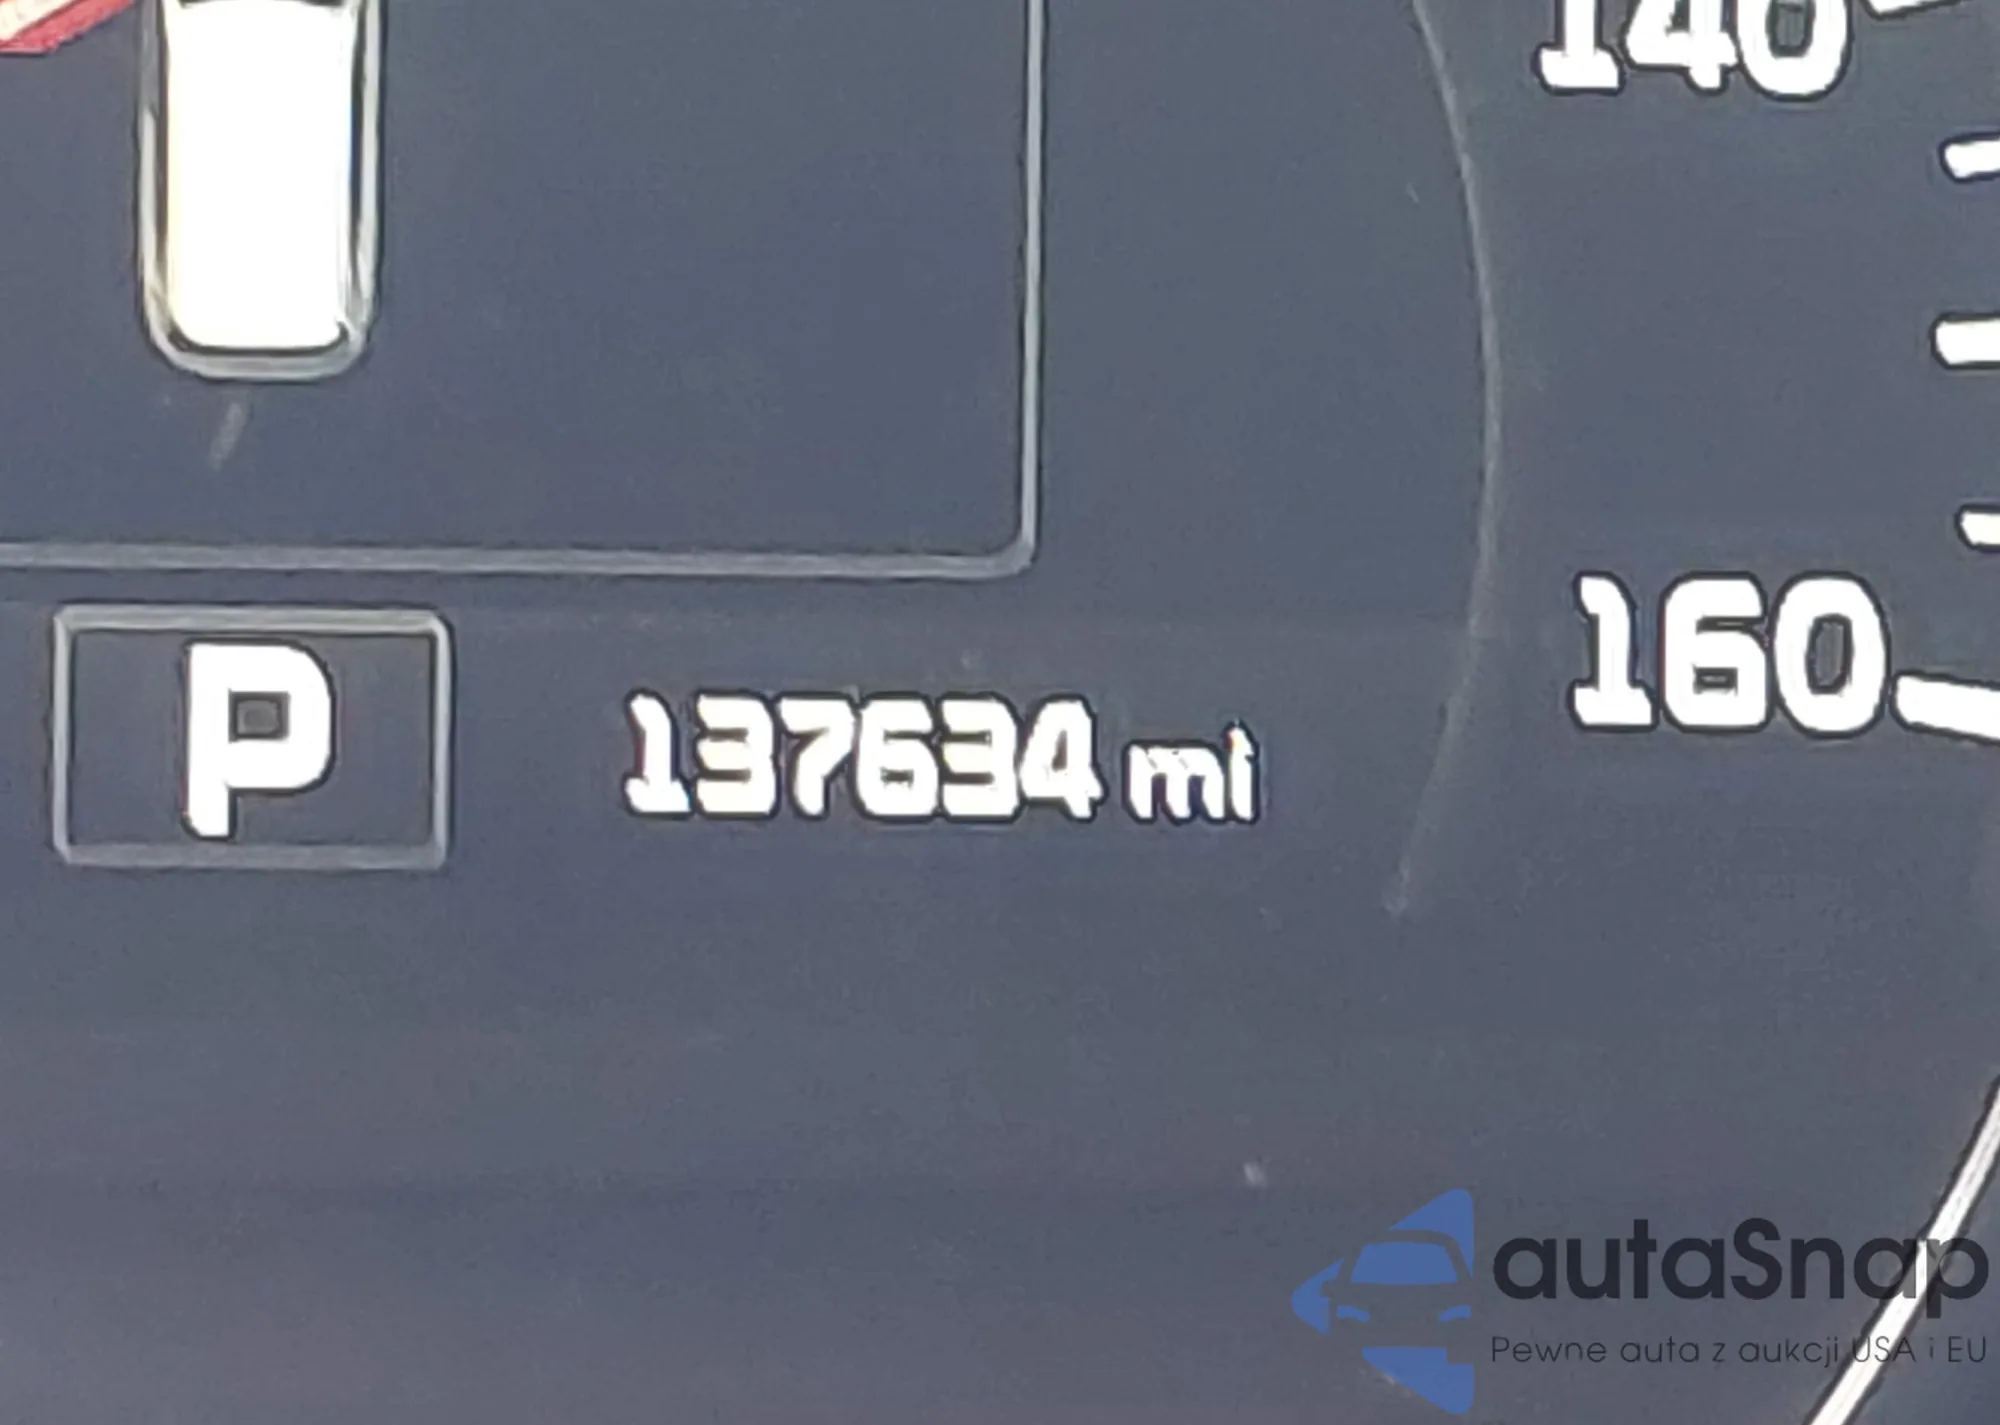 140
160
P 137634 mi
autaSnap
Pewne auta z aukcji USA i EU